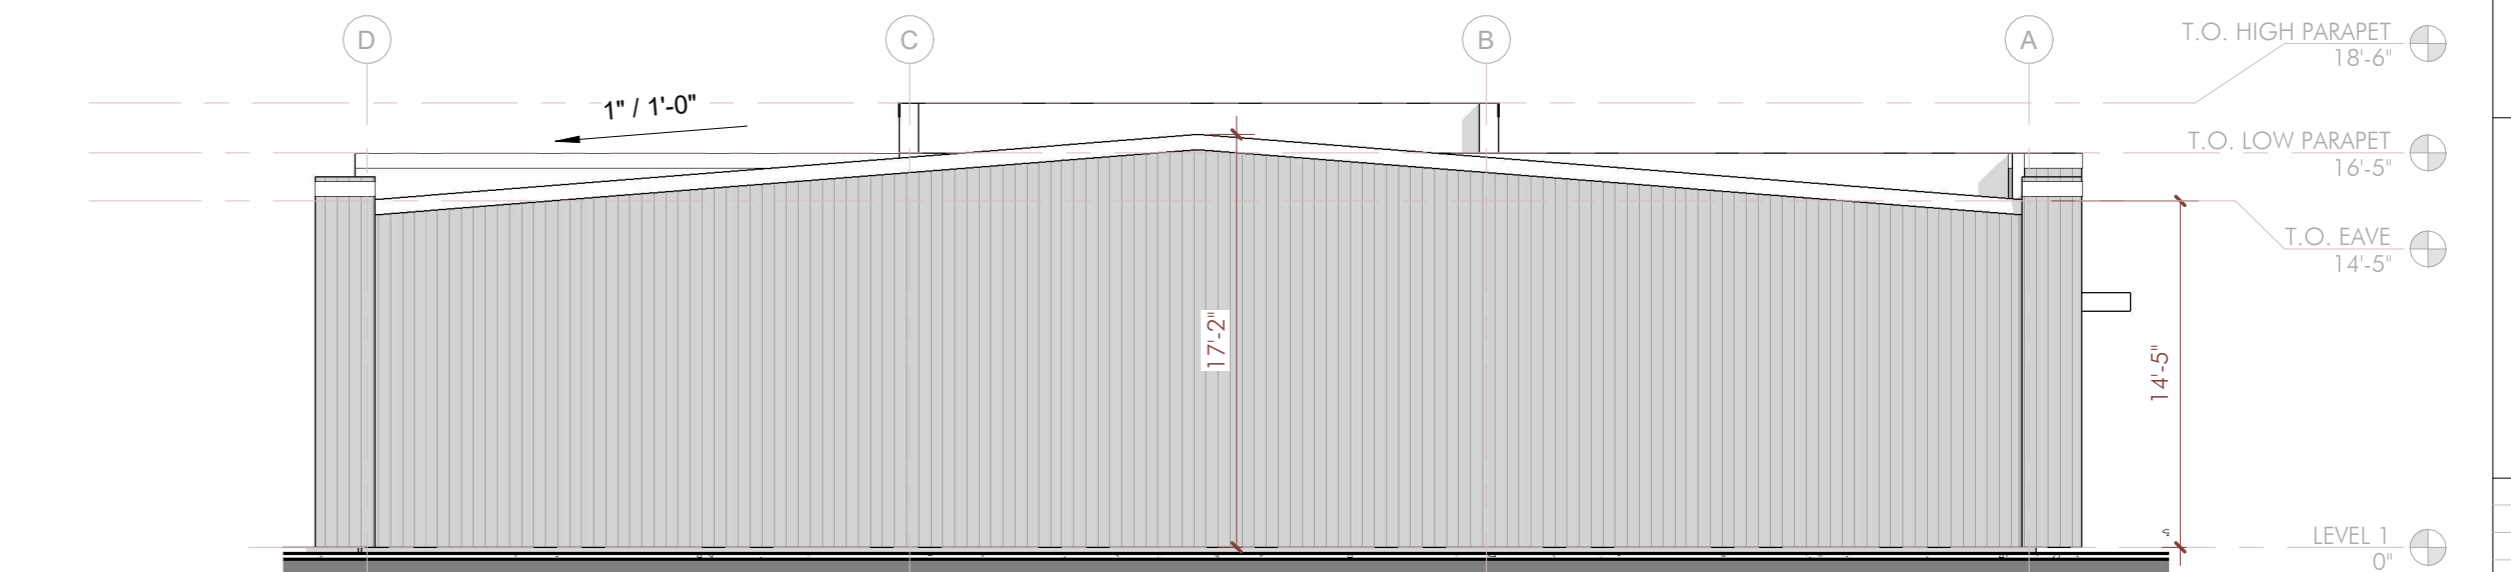 D
C
B
A
T.O. HIGH PARAPET
18'-6"
1" / 1'-0"
T.O. LOW PARAPET
16'-5"
T.O. EAVE
14'-5"
17'-2"
14'-5"
LEVEL 1
0"